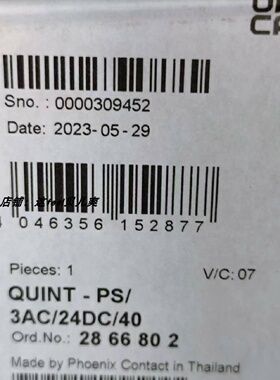 Sno. : 0000309452
Date: 2023-05-29
4 046356 152877
Pieces: 1
V/C: 07
QUINT - PS/
3AC/24DC/40
Ord.No.: 28 66 80 2
Made by Phoenix Contact in Thailand